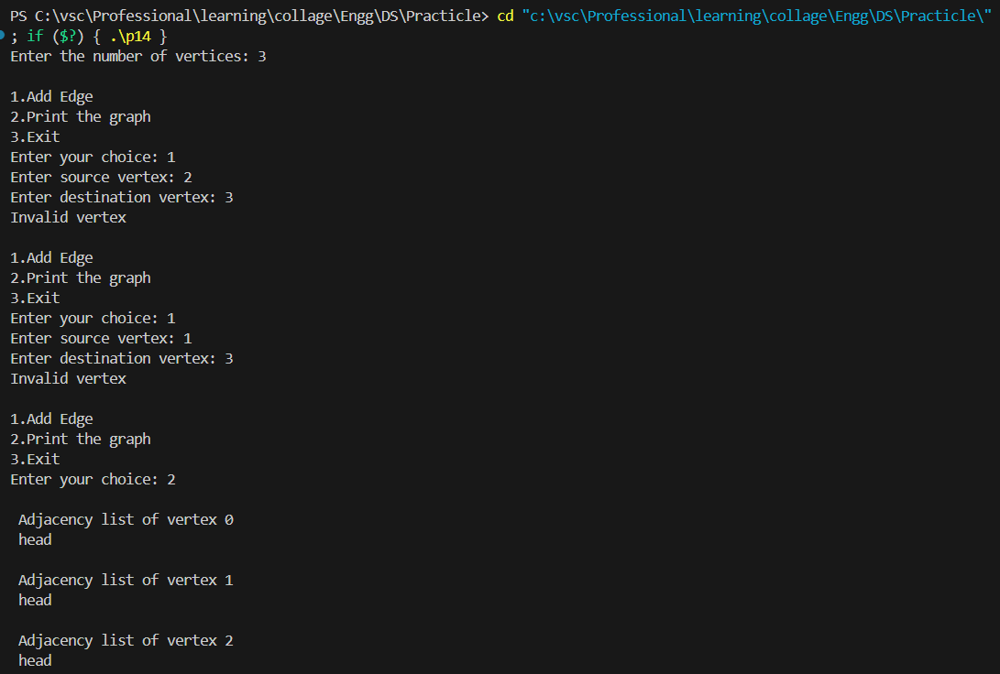 PS C:\vsc\Professional\learning\collage\Engg\DS\Practicle> cd "c:\vsc\Professional\learning\collage\Engg\DS\Practicle\"
; if ($?) { .\p14 }
Enter the number of vertices: 3
1.Add Edge
2.Print the graph
3.Exit
Enter your choice: 1
Enter source vertex: 2
Enter destination vertex: 3
Invalid vertex
1.Add Edge
2.Print the graph
3.Exit
Enter your choice: 1
Enter source vertex: 1
Enter destination vertex: 3
Invalid vertex
1.Add Edge
2.Print the graph
3.Exit
Enter your choice: 2
Adjacency list of vertex 0
head
Adjacency list of vertex 1
head
Adjacency list of vertex 2
head